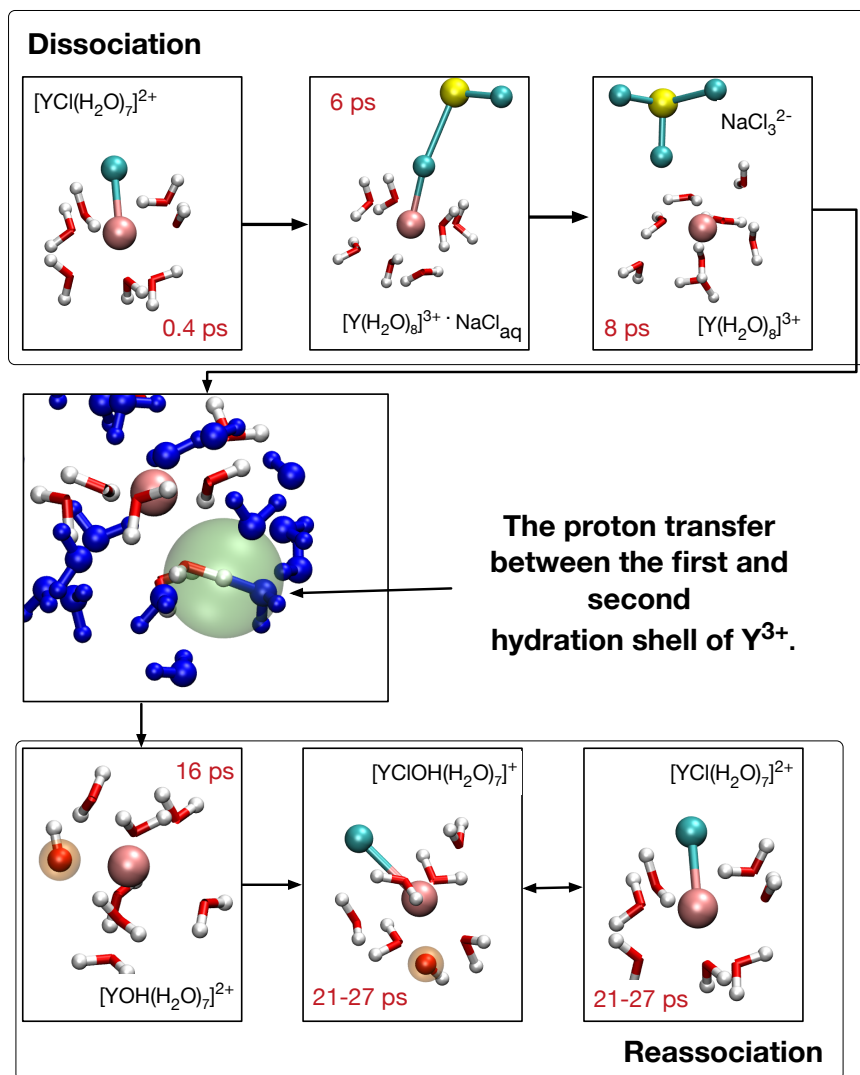 Dissociation
[YCl(H₂O)₇]²⁺
0.4 ps
6 ps
[Y(H₂O)₈]³⁺ · NaClₐq
NaCl₃²⁻
8 ps
[Y(H₂O)₈]³⁺
The proton transfer
between the first and
second
hydration shell of Y³⁺.
16 ps
[YOH(H₂O)₇]²⁺
[YClOH(H₂O)₇]⁺
21-27 ps
[YCl(H₂O)₇]²⁺
21-27 ps
Reassociation